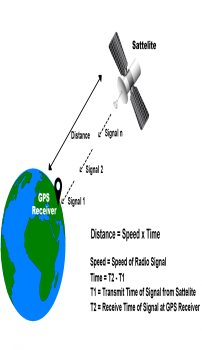 Sattelite
Signal n
Distance
Signal 2
GPS
Receiver
Signal 1
Distance = Speed x Time
Speed = Speed of Radio Signal
Time = T2 - T1
T1 = Transmit Time of Signal from Sattelite
T2 = Receive Time of Signal at GPS Receiver